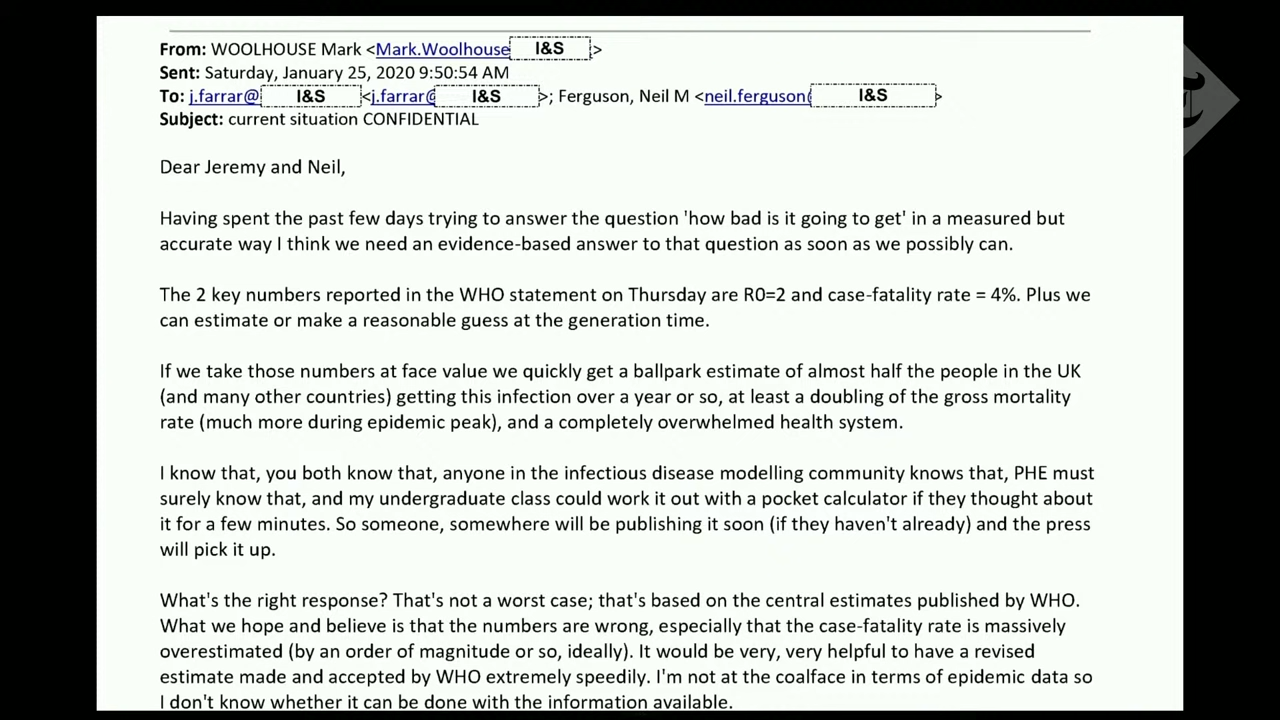 From: WOOLHOUSE Mark <Mark.Woolhouse I&S >
Sent: Saturday, January 25, 2020 9:50:54 AM
To: j.farrar@ I&S <j.farrar@ I&S >; Ferguson, Neil M <neil.ferguson@ I&S >
Subject: current situation CONFIDENTIAL
Dear Jeremy and Neil,
Having spent the past few days trying to answer the question 'how bad is it going to get' in a measured but
accurate way I think we need an evidence-based answer to that question as soon as we possibly can.
The 2 key numbers reported in the WHO statement on Thursday are R0=2 and case-fatality rate = 4%. Plus we
can estimate or make a reasonable guess at the generation time.
If we take those numbers at face value we quickly get a ballpark estimate of almost half the people in the UK
(and many other countries) getting this infection over a year or so, at least a doubling of the gross mortality
rate (much more during epidemic peak), and a completely overwhelmed health system.
I know that, you both know that, anyone in the infectious disease modelling community knows that, PHE must
surely know that, and my undergraduate class could work it out with a pocket calculator if they thought about
it for a few minutes. So someone, somewhere will be publishing it soon (if they haven't already) and the press
will pick it up.
What's the right response? That's not a worst case; that's based on the central estimates published by WHO.
What we hope and believe is that the numbers are wrong, especially that the case-fatality rate is massively
overestimated (by an order of magnitude or so, ideally). It would be very, very helpful to have a revised
estimate made and accepted by WHO extremely speedily. I'm not at the coalface in terms of epidemic data so
I don't know whether it can be done with the information available.